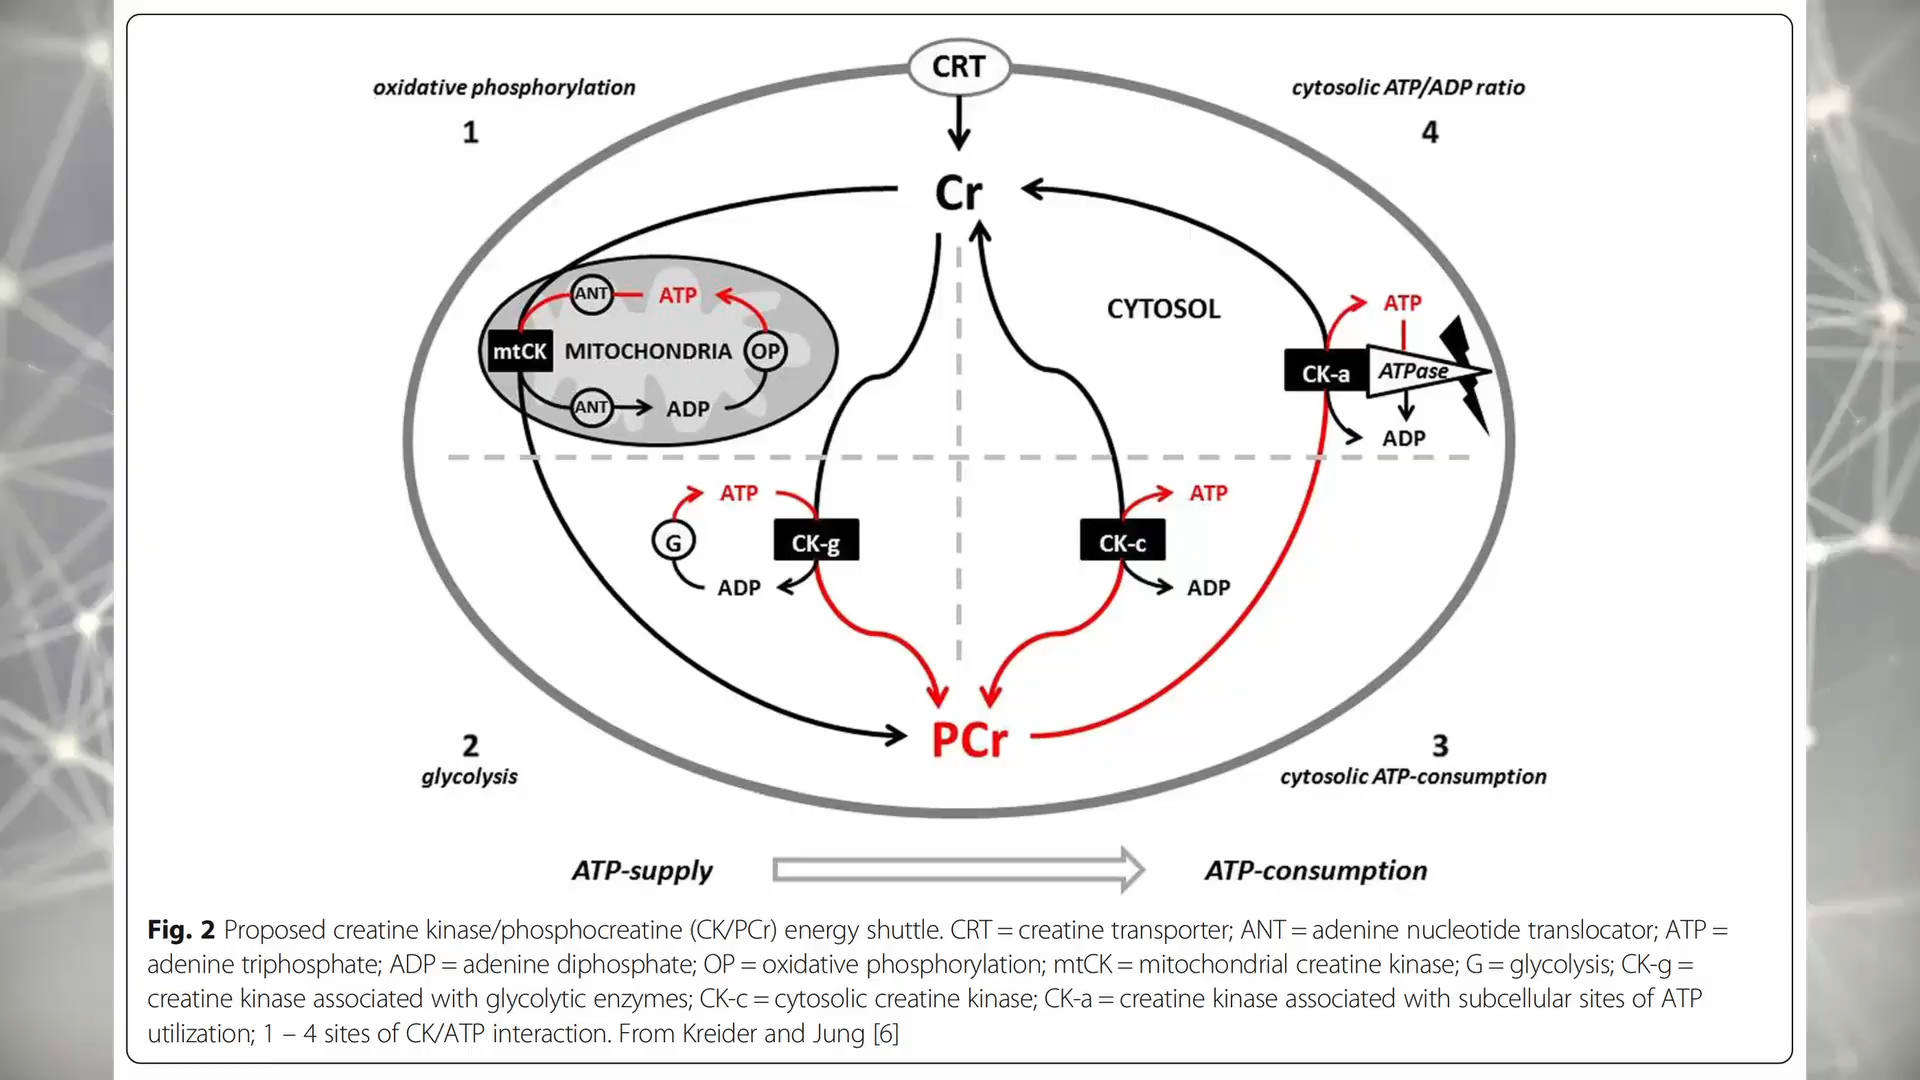 CRT
oxidative phosphorylation
1
cytosolic ATP/ADP ratio
4
Cr
ANT
ATP
CYTOSOL
ATP
mtCK
MITOCHONDRIA
OP
CK-a
ATPase
ANT
ADP
ADP
ATP
ATP
G
CK-g
CK-c
ADP
ADP
PCr
2
glycolysis
3
cytosolic ATP-consumption
ATP-supply
ATP-consumption
Fig. 2 Proposed creatine kinase/phosphocreatine (CK/PCr) energy shuttle. CRT = creatine transporter; ANT = adenine nucleotide translocator; ATP =
adenine triphosphate; ADP = adenine diphosphate; OP = oxidative phosphorylation; mtCK = mitochondrial creatine kinase; G = glycolysis; CK-g =
creatine kinase associated with glycolytic enzymes; CK-c = cytosolic creatine kinase; CK-a = creatine kinase associated with subcellular sites of ATP
utilization; 1 – 4 sites of CK/ATP interaction. From Kreider and Jung [6]